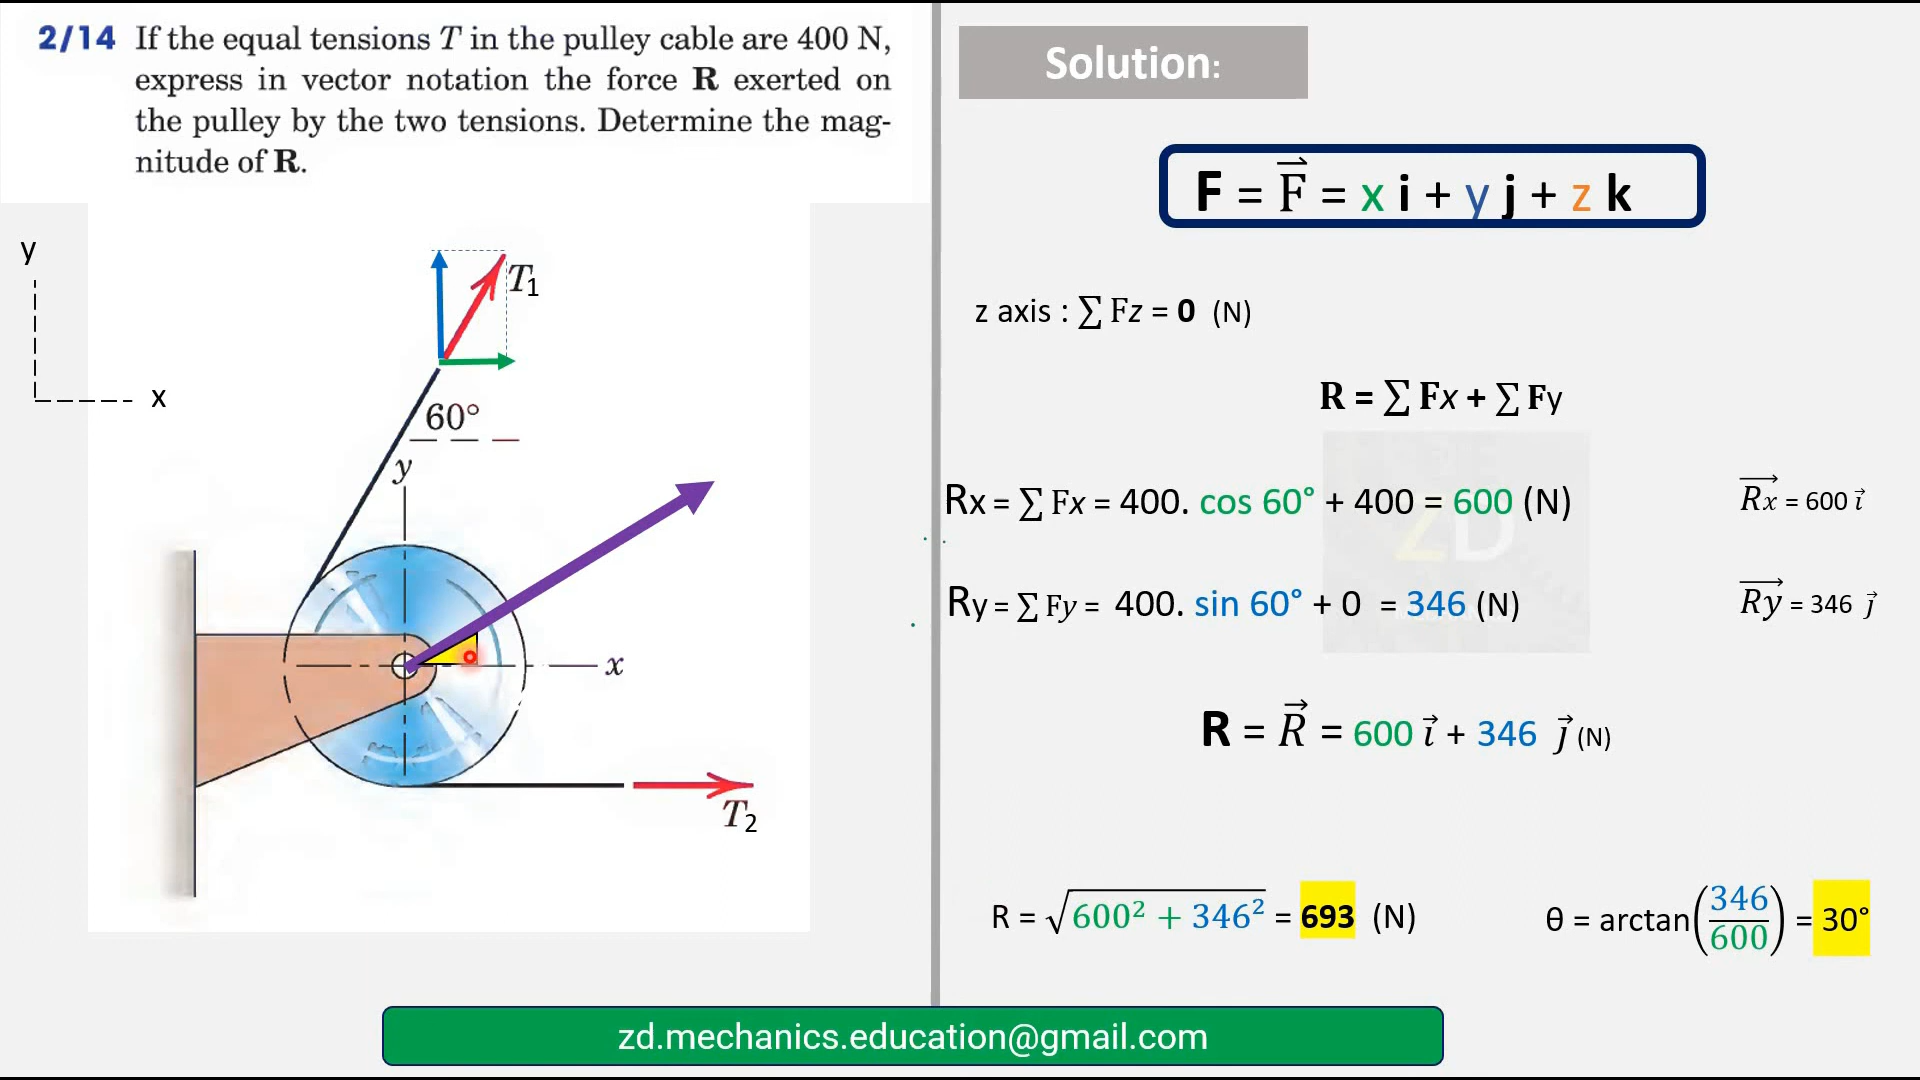 2/14 If the equal tensions T in the pulley cable are 400 N,
express in vector notation the force R exerted on
the pulley by the two tensions. Determine the mag-
nitude of R.
y
x
T₁
60°
y
x
T₂
Solution:
F = F⃗ = x i + y j + z k
z axis : ∑ Fz = 0 (N)
R = ∑ Fx + ∑ Fy
Rx = ∑ Fx = 400. cos 60° + 400 = 600 (N)
R⃗x = 600 i⃗
ZD
Ry = ∑ Fy = 400. sin 60° + 0 = 346 (N)
R⃗y = 346 j⃗
R = R⃗ = 600 i⃗ + 346 j⃗ (N)
R = √(600² + 346²) = 693 (N)
θ = arctan(346/600) = 30°
zd.mechanics.education@gmail.com